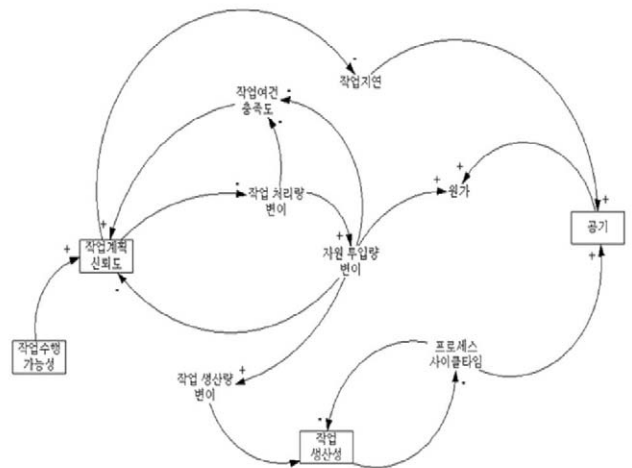 작업지연
작업여건
충족도
작업 처리량
변이
원가
공기
작업계획
신뢰도
자원 투입량
변이
작업수행
가능성
프로세스
사이클타임
작업 생산량
변이
작업
생산성